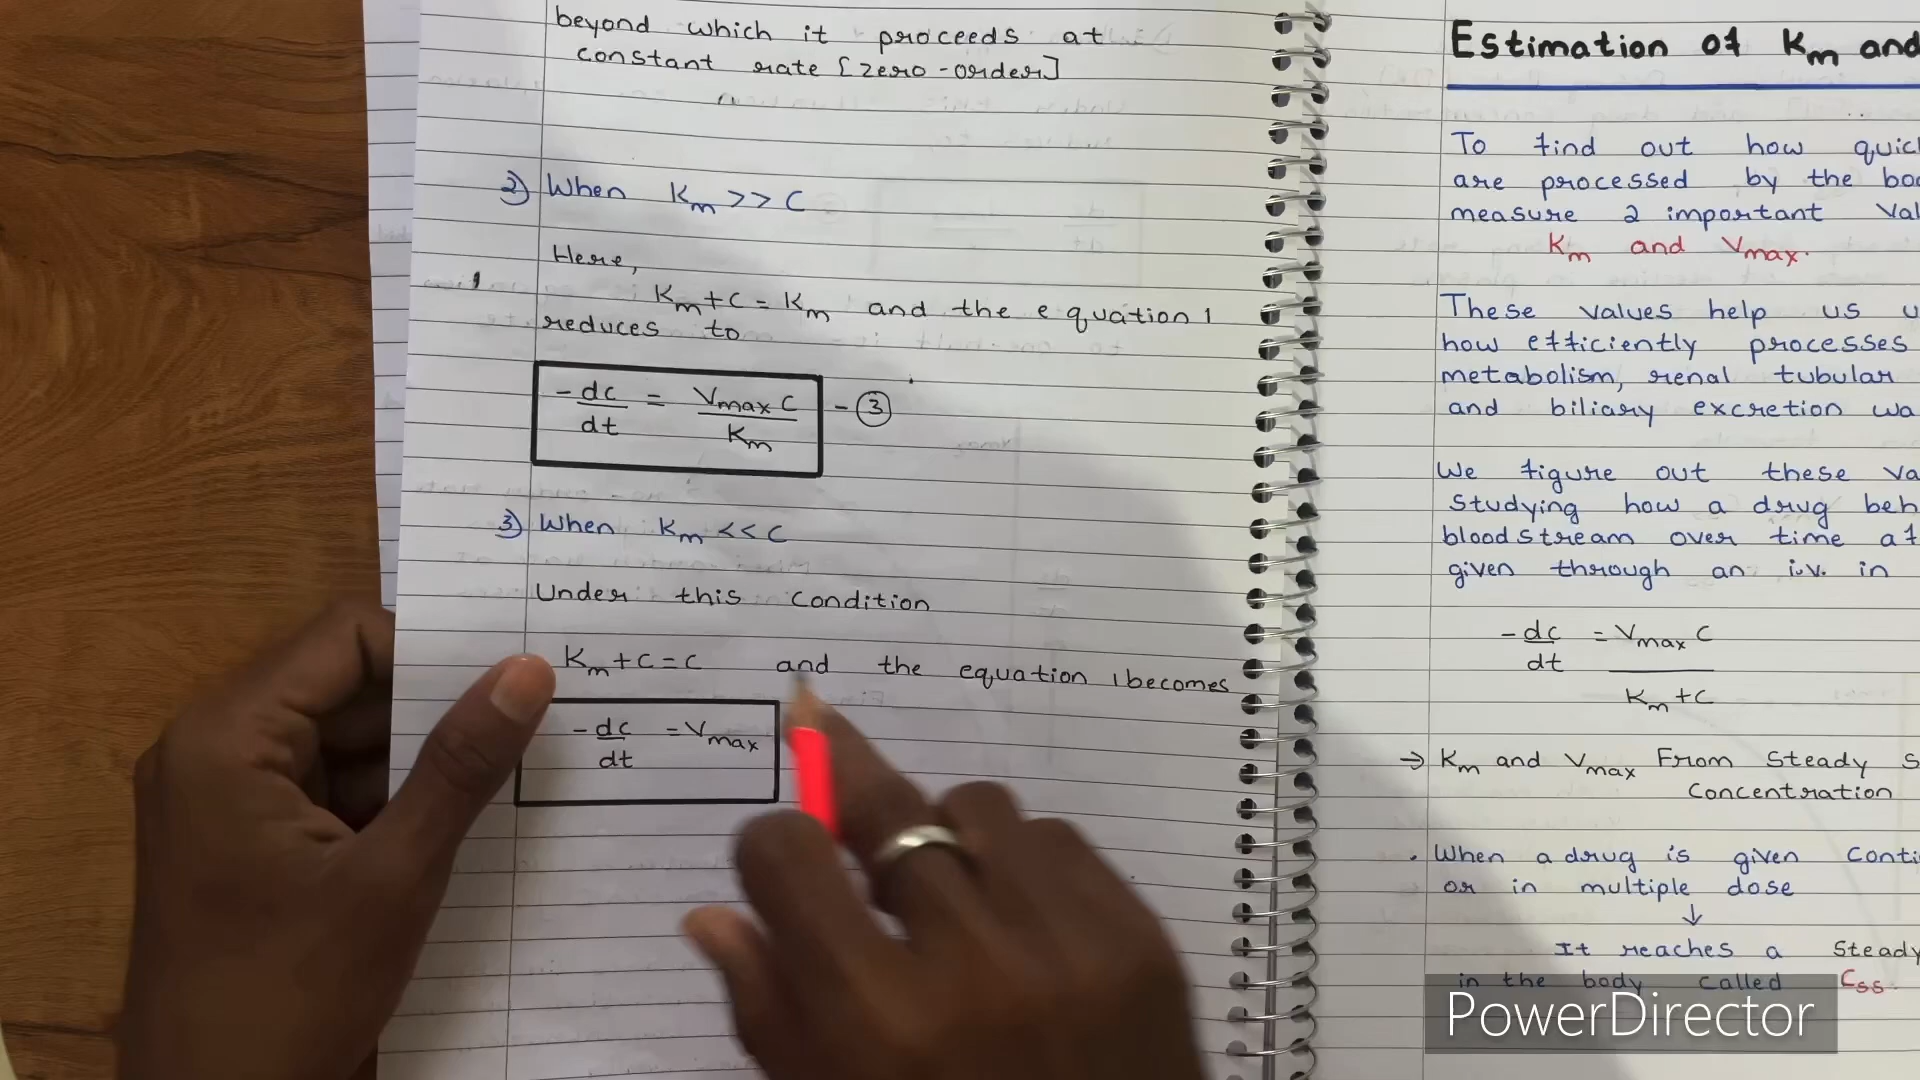 beyond which it proceeds at
constant rate [zero-order]
2) When Km >> C
Here,
Km+C = Km and the equation 1
reduces to
-dc/dt = Vmax C/Km - ③
3) When Km << C
Under this condition
Km+C=C and the equation 1 becomes
-dc/dt = Vmax
Estimation of Km and
To find out how
are processed by the
measure 2 important
Km and Vmax.
These values help us
how efficiently processes
metabolism, renal tubular
and biliary excretion
We figure out these
studying how a drug
bloodstream over time
given through an i.v. in
-dc/dt = Vmax C/Km+C
→ Km and Vmax From Steady
Concentration
. When a drug is given
or in multiple dose
↓
It reaches a Steady
in the body called Css.
PowerDirector